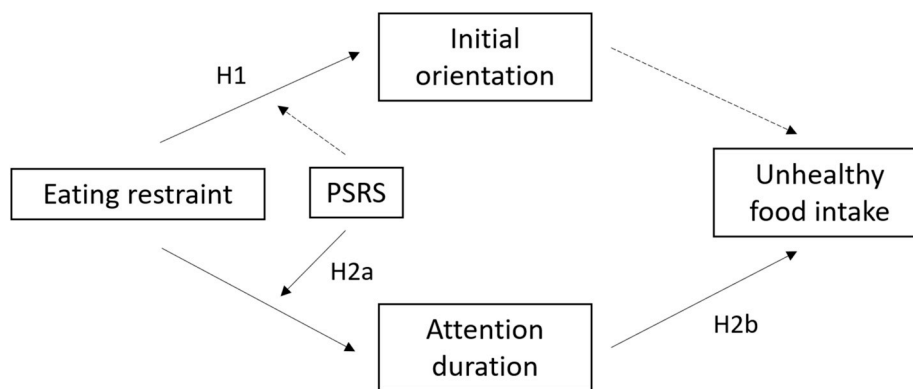 Initial
orientation
H1
Eating restraint
PSRS
Unhealthy
food intake
H2a
Attention
duration
H2b